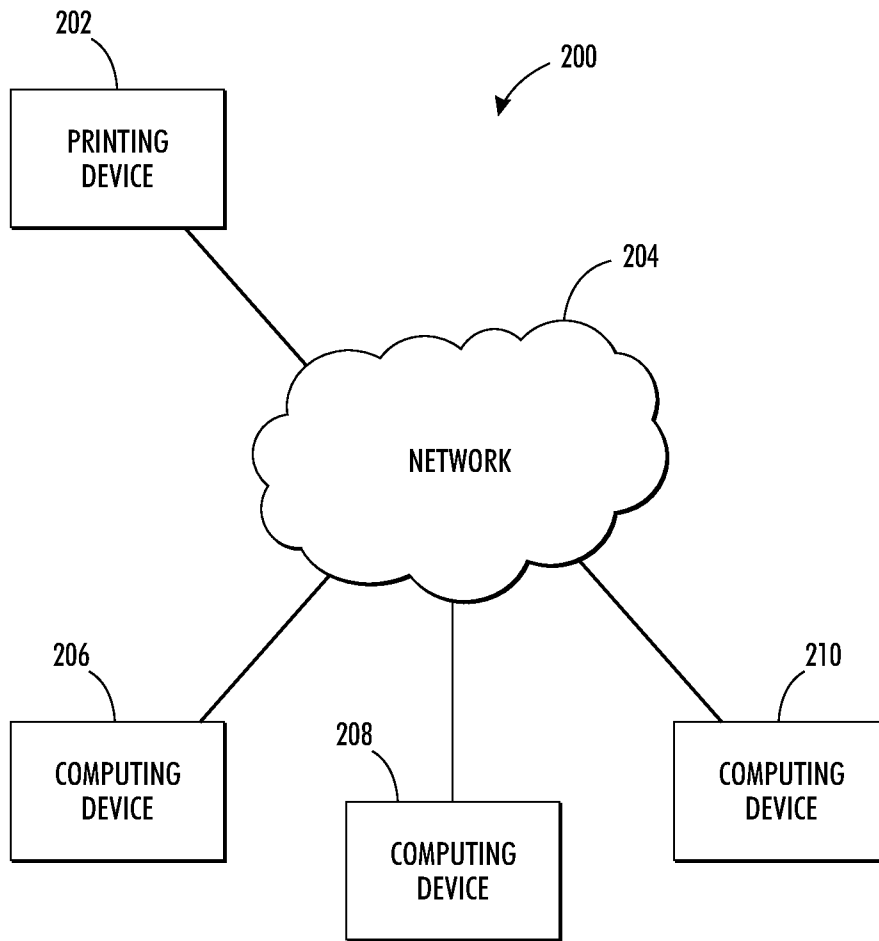 202
200
PRINTING
DEVICE
204
NETWORK
206
210
208
COMPUTING
DEVICE
COMPUTING
DEVICE
COMPUTING
DEVICE